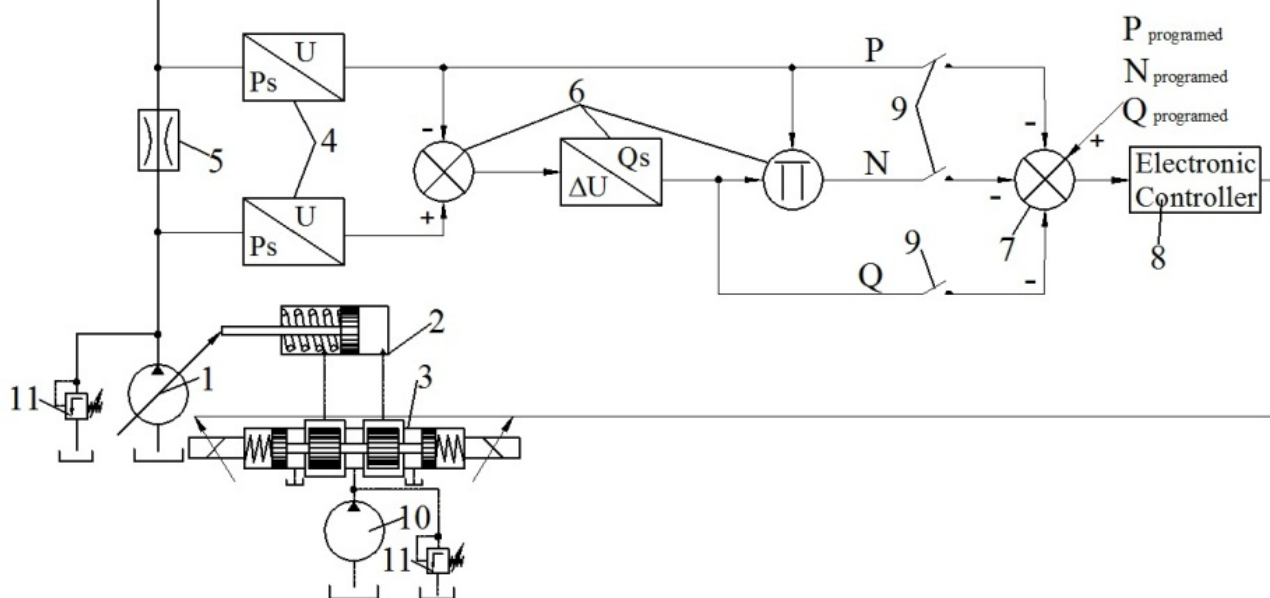 P programed
N programed
Q programed
U
Ps
P
-
6
9
-
+
4
5
Qs
ΔU
∏
N
-
Electronic
Controller
U
Ps
+
7
8
9
Q
-
2
1
3
11
10
11